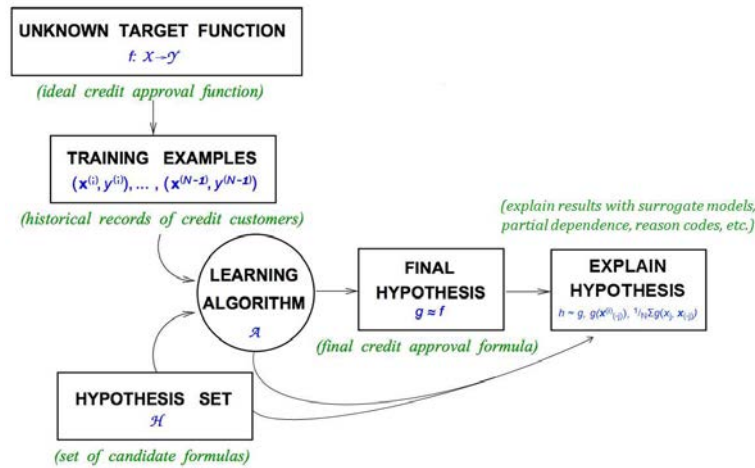 UNKNOWN TARGET FUNCTION
f: 𝒳→𝒴
(ideal credit approval function)
TRAINING EXAMPLES
(x⁽ⁱ⁾, y⁽ⁱ⁾), ... , (x⁽ᴺ⁻¹⁾, y⁽ᴺ⁻¹⁾)
(historical records of credit customers)
(explain results with surrogate models,
partial dependence, reason codes, etc.)
LEARNING
ALGORITHM
𝒜
FINAL
HYPOTHESIS
g ≈ f
(final credit approval formula)
EXPLAIN
HYPOTHESIS
h ~ g, g(x⁽ⁱ⁾₍₋ⱼ₎), ¹/N Σg(xⱼ, x₍₋ⱼ₎)
HYPOTHESIS SET
ℋ
(set of candidate formulas)